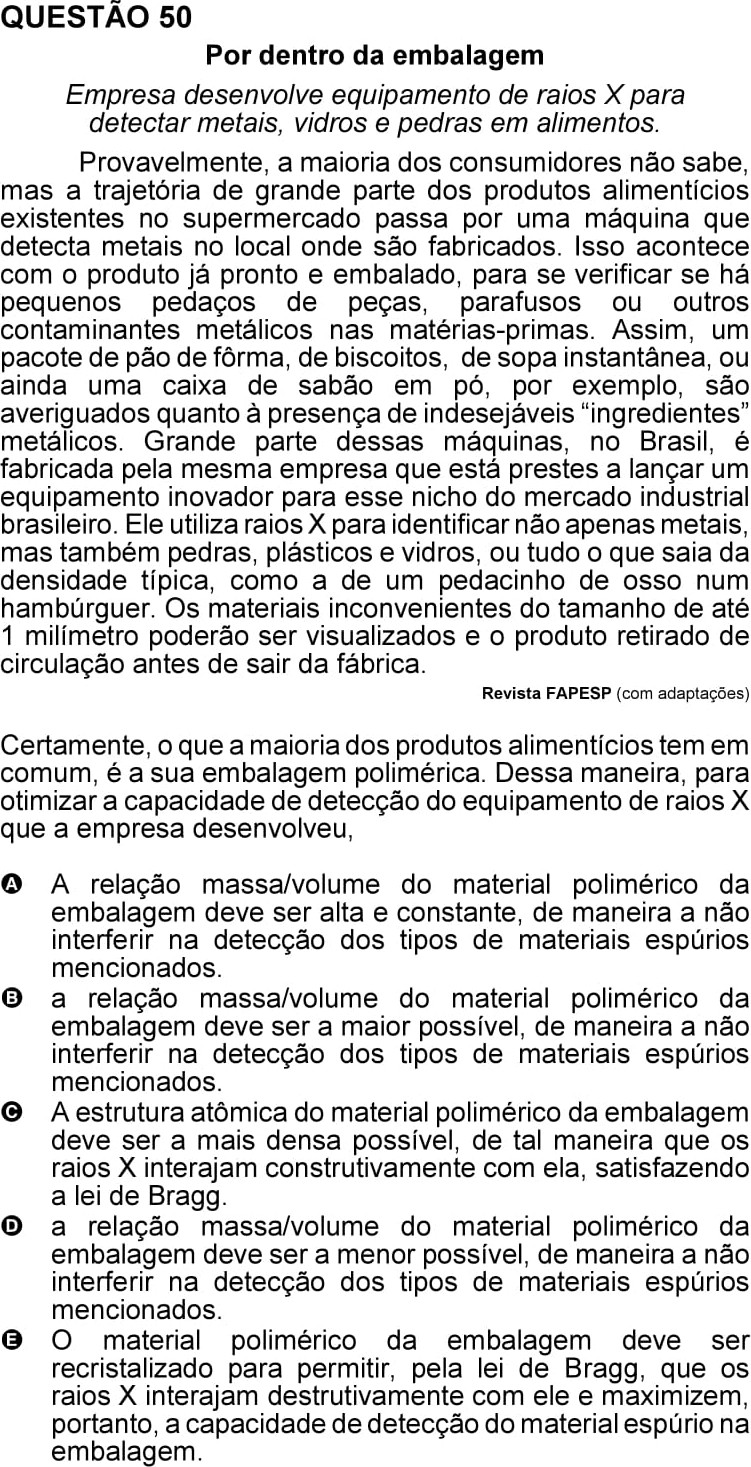 QUESTÃO 50
Por dentro da embalagem
Empresa desenvolve equipamento de raios X para
detectar metais, vidros e pedras em alimentos.
Provavelmente, a maioria dos consumidores não sabe,
mas a trajetória de grande parte dos produtos alimentícios
existentes no supermercado passa por uma máquina que
detecta metais no local onde são fabricados. Isso acontece
com o produto já pronto e embalado, para se verificar se há
pequenos pedaços de peças, parafusos ou outros
contaminantes metálicos nas matérias-primas. Assim, um
pacote de pão de fôrma, de biscoitos, de sopa instantânea, ou
ainda uma caixa de sabão em pó, por exemplo, são
averiguados quanto à presença de indesejáveis “ingredientes”
metálicos. Grande parte dessas máquinas, no Brasil, é
fabricada pela mesma empresa que está prestes a lançar um
equipamento inovador para esse nicho do mercado industrial
brasileiro. Ele utiliza raios X para identificar não apenas metais,
mas também pedras, plásticos e vidros, ou tudo o que saia da
densidade típica, como a de um pedacinho de osso num
hambúrguer. Os materiais inconvenientes do tamanho de até
1 milímetro poderão ser visualizados e o produto retirado de
circulação antes de sair da fábrica.
Revista FAPESP (com adaptações)
Certamente, o que a maioria dos produtos alimentícios tem em
comum, é a sua embalagem polimérica. Dessa maneira, para
otimizar a capacidade de detecção do equipamento de raios X
que a empresa desenvolveu,
A A relação massa/volume do material polimérico da
embalagem deve ser alta e constante, de maneira a não
interferir na detecção dos tipos de materiais espúrios
mencionados.
B a relação massa/volume do material polimérico da
embalagem deve ser a maior possível, de maneira a não
interferir na detecção dos tipos de materiais espúrios
mencionados.
C A estrutura atômica do material polimérico da embalagem
deve ser a mais densa possível, de tal maneira que os
raios X interajam construtivamente com ela, satisfazendo
a lei de Bragg.
D a relação massa/volume do material polimérico da
embalagem deve ser a menor possível, de maneira a não
interferir na detecção dos tipos de materiais espúrios
mencionados.
E O material polimérico da embalagem deve ser
recristalizado para permitir, pela lei de Bragg, que os
raios X interajam destrutivamente com ele e maximizem,
portanto, a capacidade de detecção do material espúrio na
embalagem.